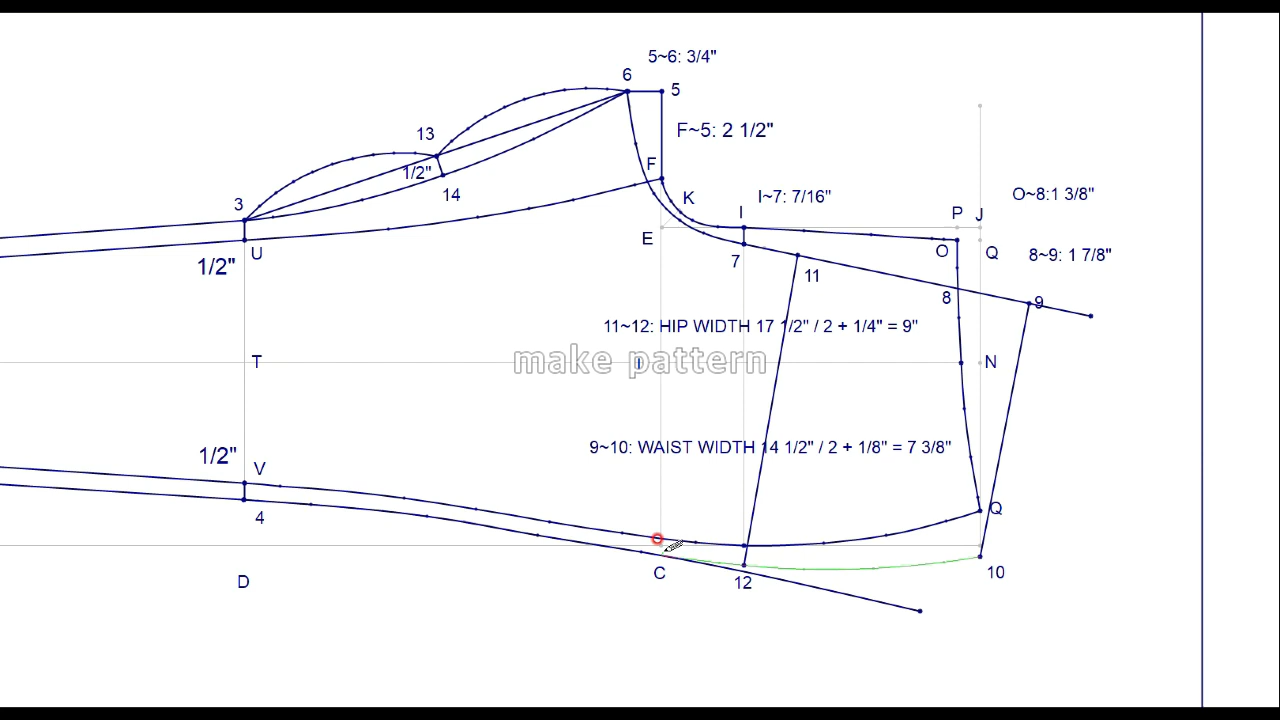 5~6: 3/4"
6
5
13
F~5: 2 1/2"
F
1/2"
14
3
K
I
I~7: 7/16"
P
J
O~8:1 3/8"
E
U
1/2"
7
O
Q
8~9: 1 7/8"
11
8
9
11~12: HIP WIDTH 17 1/2" / 2 + 1/4" = 9"
T
make pattern
N
9~10: WAIST WIDTH 14 1/2" / 2 + 1/8" = 7 3/8"
1/2"
V
4
Q
C
12
10
D